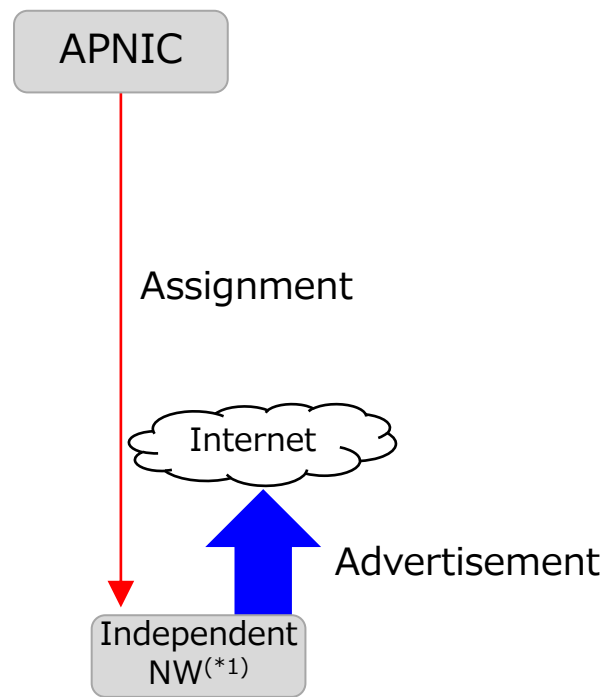 APNIC
Assignment
Internet
Advertisement
Independent
NW(*1)